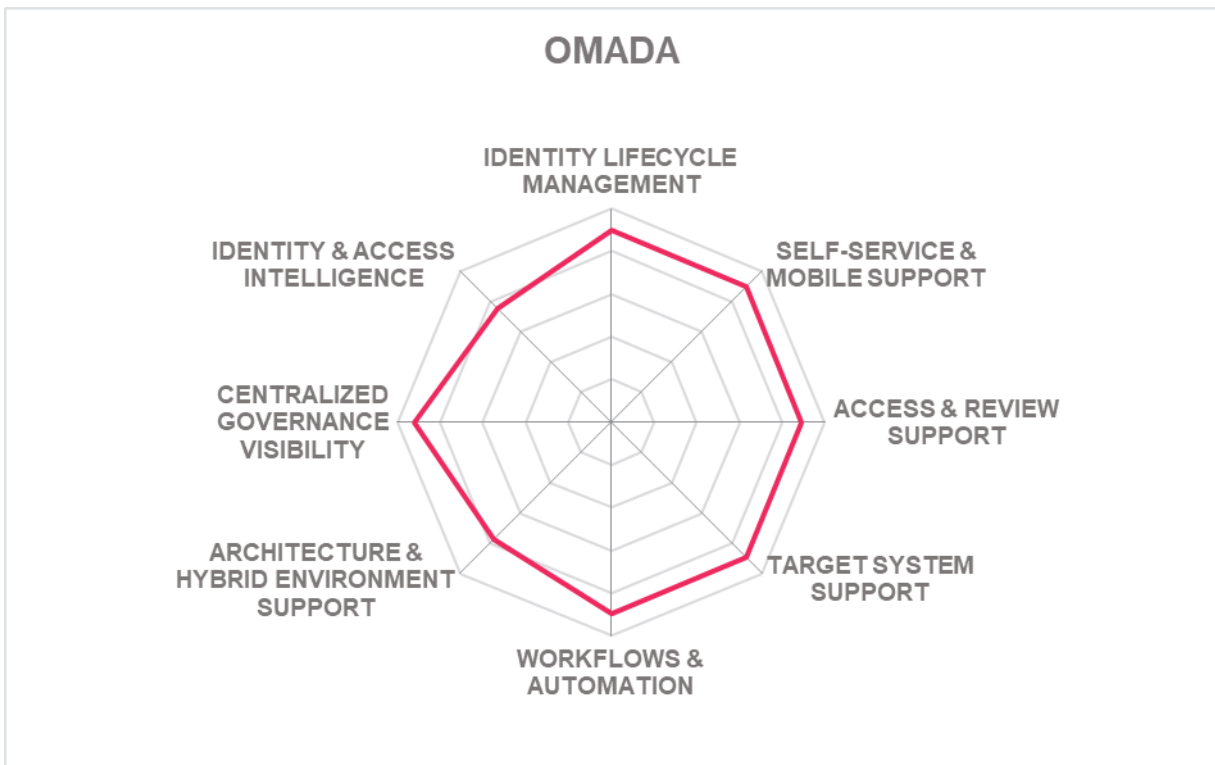 OMADA
IDENTITY LIFECYCLE
MANAGEMENT
IDENTITY & ACCESS
INTELLIGENCE
SELF-SERVICE &
MOBILE SUPPORT
CENTRALIZED
GOVERNANCE
VISIBILITY
ACCESS & REVIEW
SUPPORT
ARCHITECTURE &
HYBRID ENVIRONMENT
SUPPORT
TARGET SYSTEM
SUPPORT
WORKFLOWS &
AUTOMATION